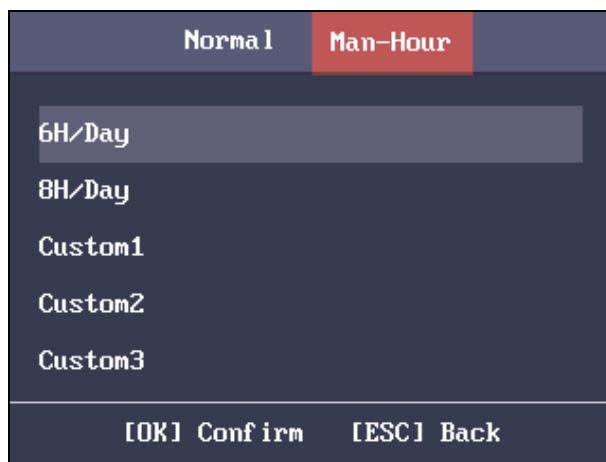 Normal Man-Hour
6H/Day
8H/Day
Custom1
Custom2
Custom3
[OK] Confirm [ESC] Back